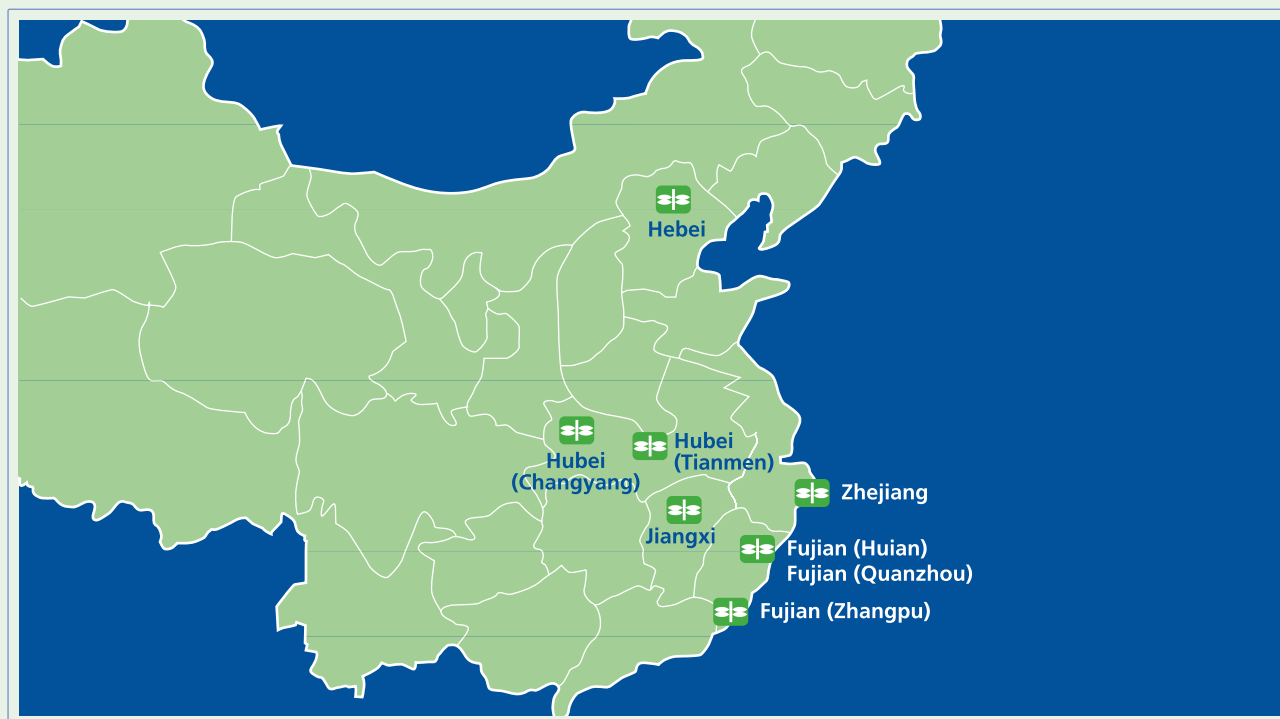 Hebei
Hubei
(Tianmen)
Hubei
(Changyang)
Zhejiang
Jiangxi
Fujian (Huian)
Fujian (Quanzhou)
Fujian (Zhangpu)